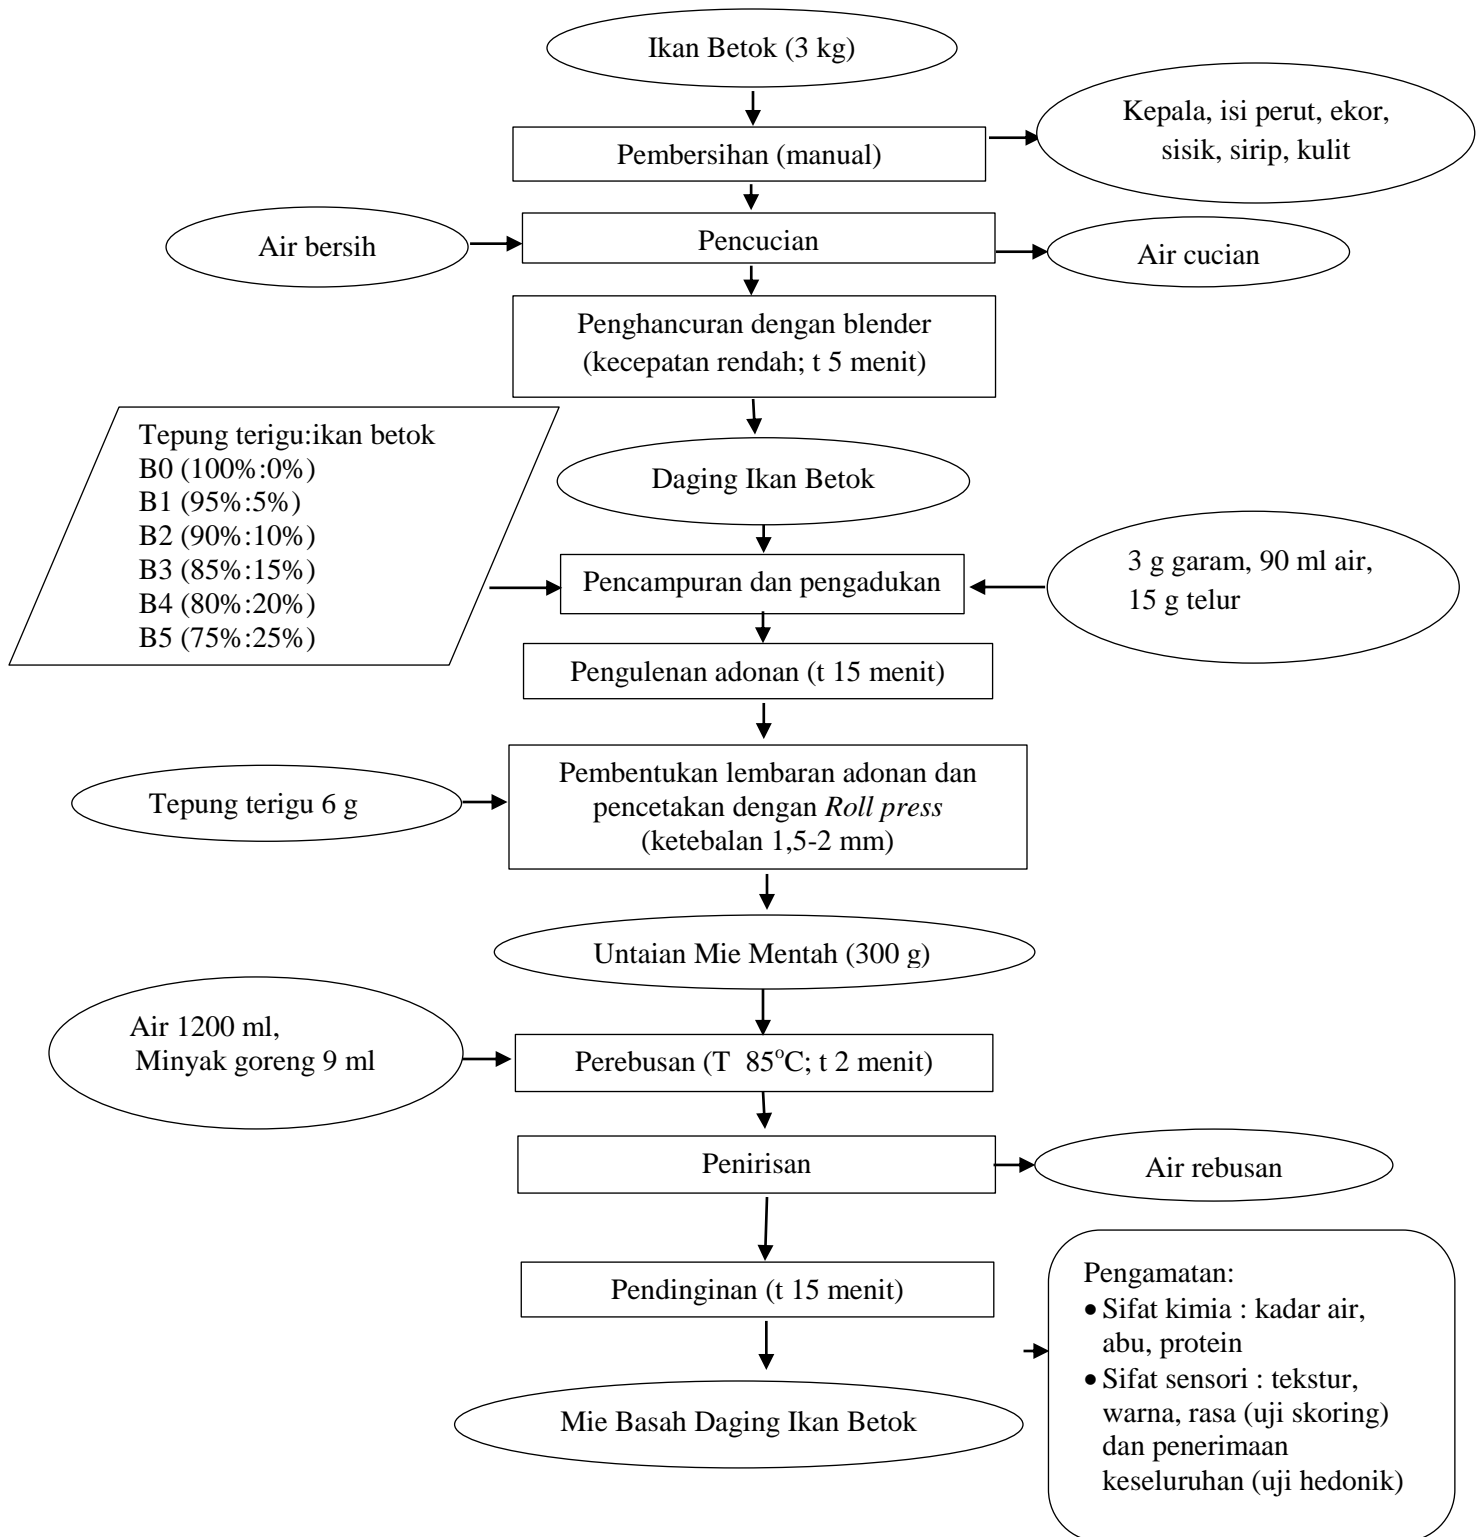 Ikan Betok (3 kg)
Kepala, isi perut, ekor,
sisik, sirip, kulit
Pembersihan (manual)
Air bersih
Pencucian
Air cucian
Penghancuran dengan blender
(kecepatan rendah; t 5 menit)
Tepung terigu:ikan betok
B0 (100%:0%)
B1 (95%:5%)
B2 (90%:10%)
B3 (85%:15%)
B4 (80%:20%)
B5 (75%:25%)
Daging Ikan Betok
Pencampuran dan pengadukan
3 g garam, 90 ml air,
15 g telur
Pengulenan adonan (t 15 menit)
Tepung terigu 6 g
Pembentukan lembaran adonan dan
pencetakan dengan Roll press
(ketebalan 1,5-2 mm)
Untaian Mie Mentah (300 g)
Air 1200 ml,
Minyak goreng 9 ml
Perebusan (T 85°C; t 2 menit)
Penirisan
Air rebusan
Pendinginan (t 15 menit)
Mie Basah Daging Ikan Betok
Pengamatan:
• Sifat kimia : kadar air,
abu, protein
• Sifat sensori : tekstur,
warna, rasa (uji skoring)
dan penerimaan
keseluruhan (uji hedonik)